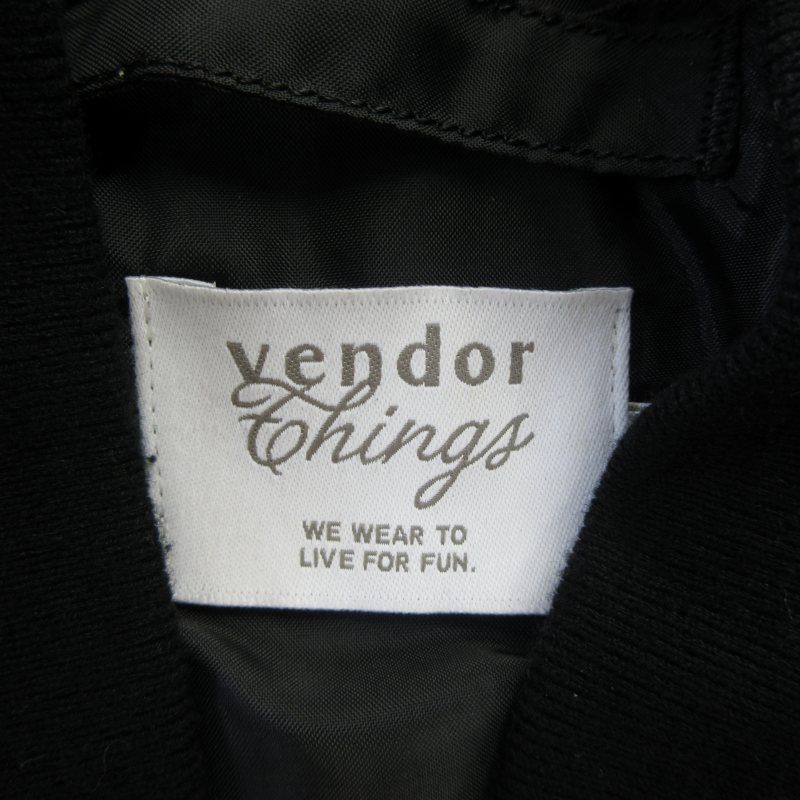 vendor
Things
WE WEAR TO
LIVE FOR FUN.